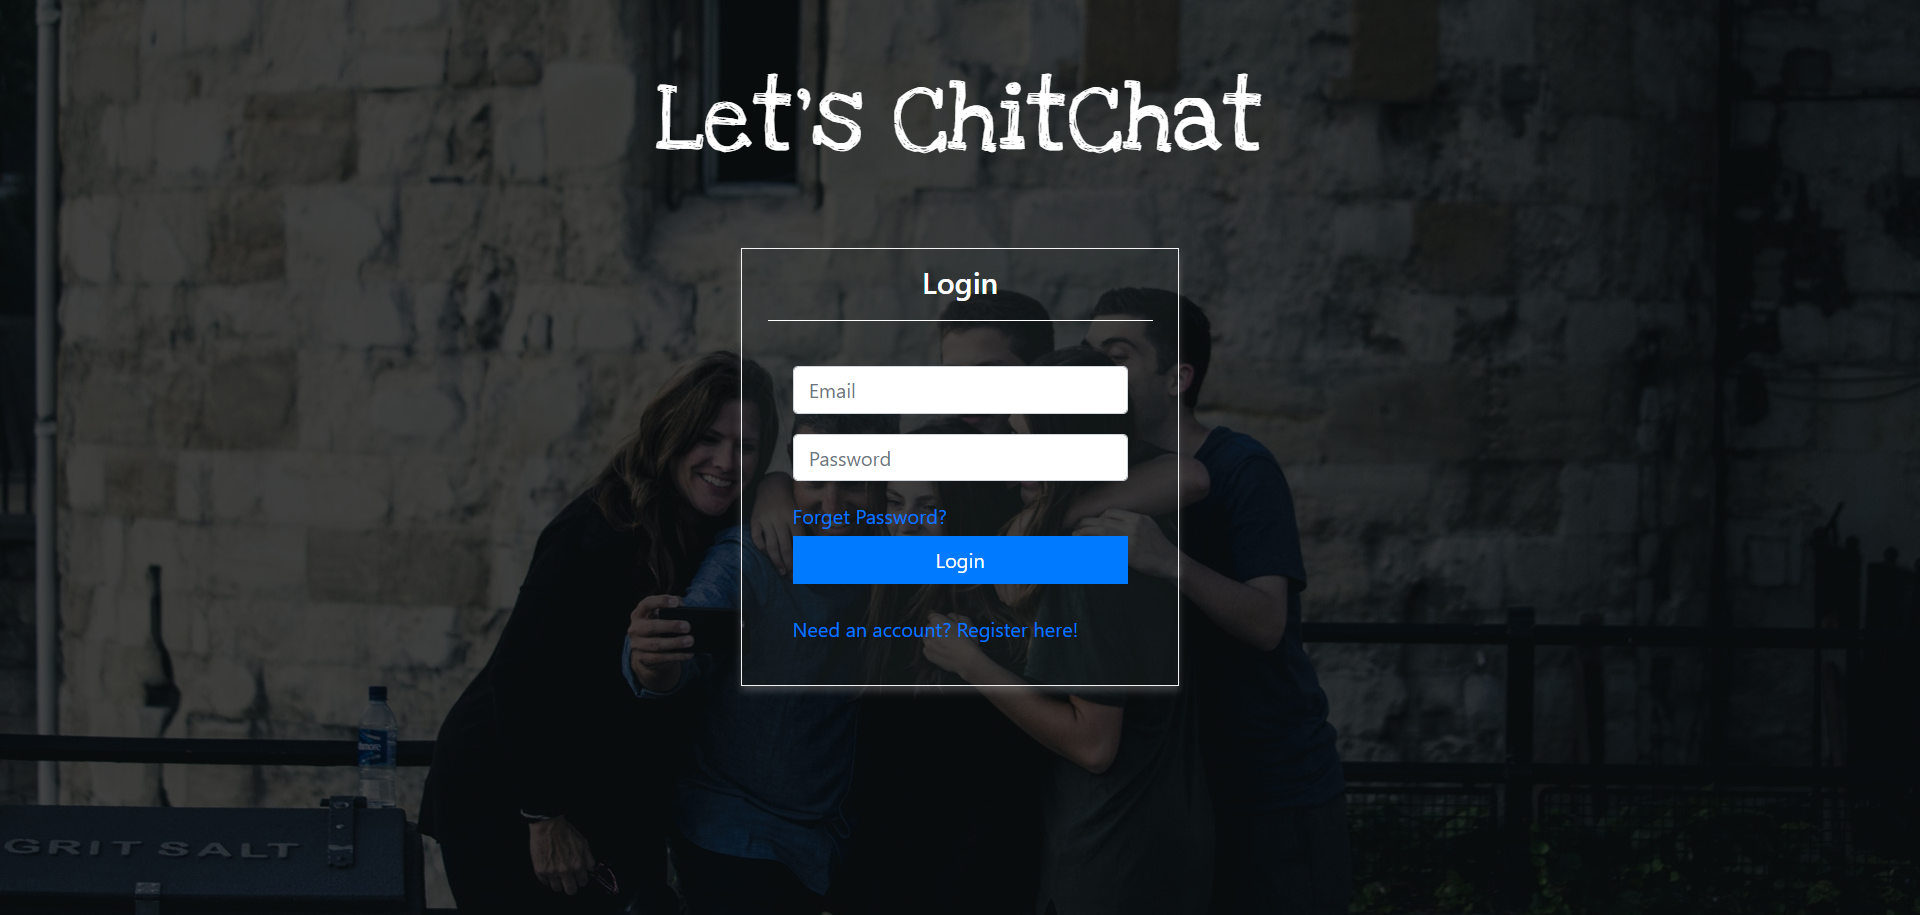 Let's ChitChat
Login
Email
Password
Forget Password?
Login
Need an account? Register here!
GRIT SALT